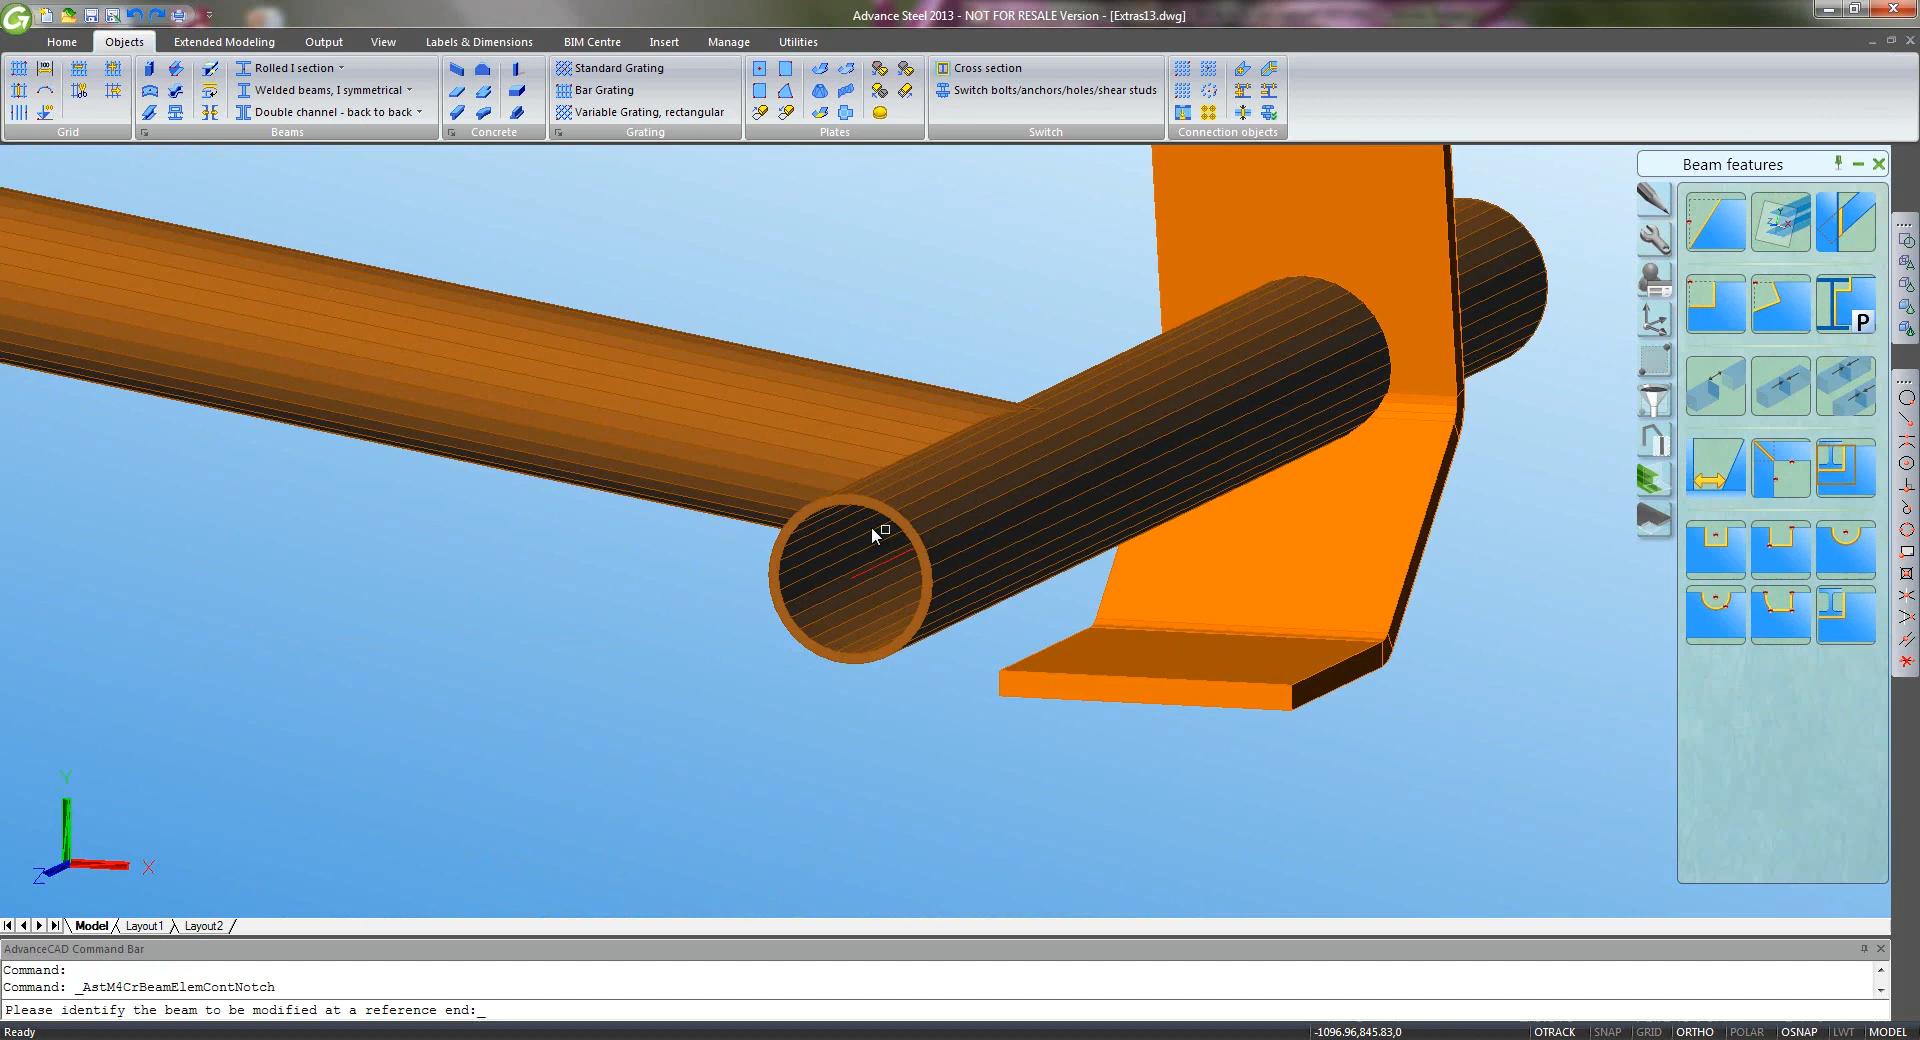 Advance Steel 2013 - NOT FOR RESALE Version - [Extras13.dwg]
Home Objects Extended Modeling Output View Labels & Dimensions BIM Centre Insert Manage Utilities
Rolled I section
Welded beams, I symmetrical
Double channel - back to back
Standard Grating
Bar Grating
Variable Grating, rectangular
Cross section
Switch bolts/anchors/holes/shear studs
Grid Beams Concrete Grating Plates Switch Connection objects
Beam features
P
Y
X
Z
Model Layout1 Layout2
AdvanceCAD Command Bar
Command:
Command: _AstM4CrBeamElemContNotch
Please identify the beam to be modified at a reference end:_
Ready -1096.96,845.83,0 OTRACK SNAP GRID ORTHO POLAR OSNAP LWT MODEL